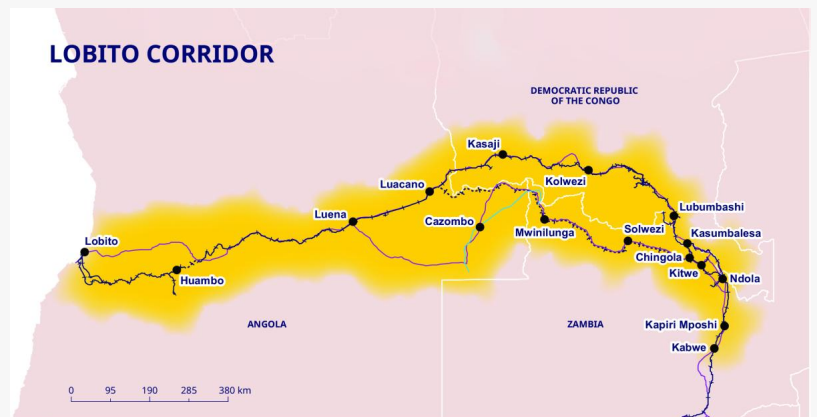 LOBITO CORRIDOR
DEMOCRATIC REPUBLIC
OF THE CONGO
Kasaji
Kolwezi
Luacano
Lubumbashi
Luena
Cazombo
Mwinilunga
Solwezi
Kasumbalesa
Lobito
Chingola
Kitwe
Ndola
Huambo
ANGOLA
ZAMBIA
Kapiri Mposhi
Kabwe
0 95 190 285 380 km